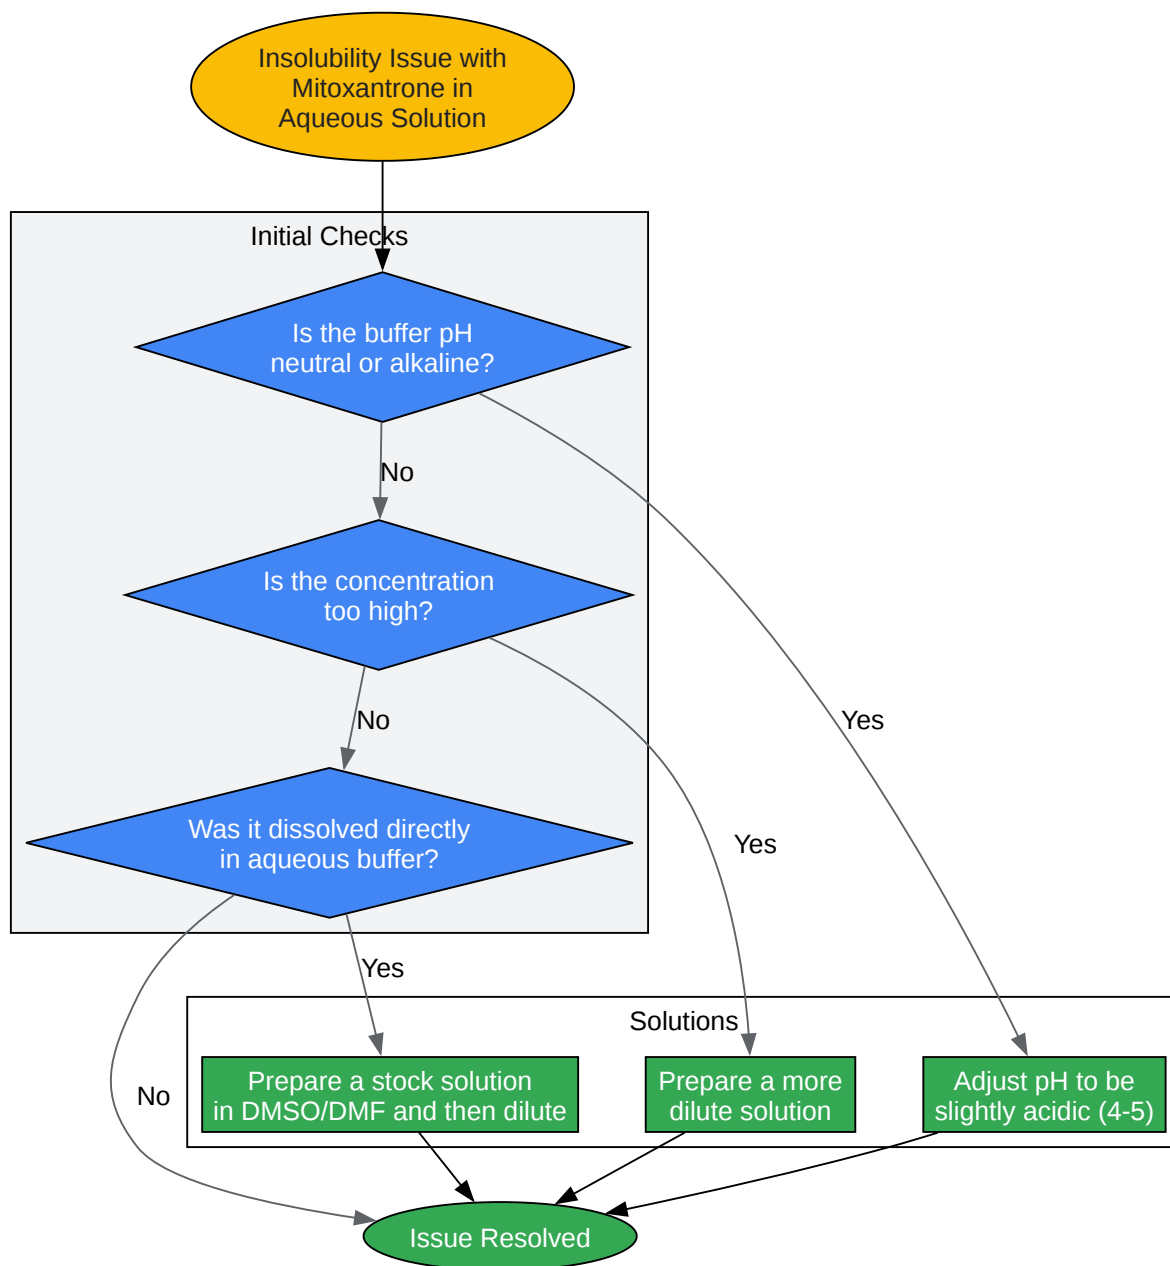 Insolubility Issue with
Mitoxantrone in
Aqueous Solution
Initial Checks
Is the buffer pH
neutral or alkaline?
No
Is the concentration
too high?
No
Yes
Was it dissolved directly
in aqueous buffer?
Yes
Yes
Solutions
Prepare a stock solution
in DMSO/DMF and then dilute
Prepare a more
dilute solution
Adjust pH to be
slightly acidic (4-5)
No
Issue Resolved